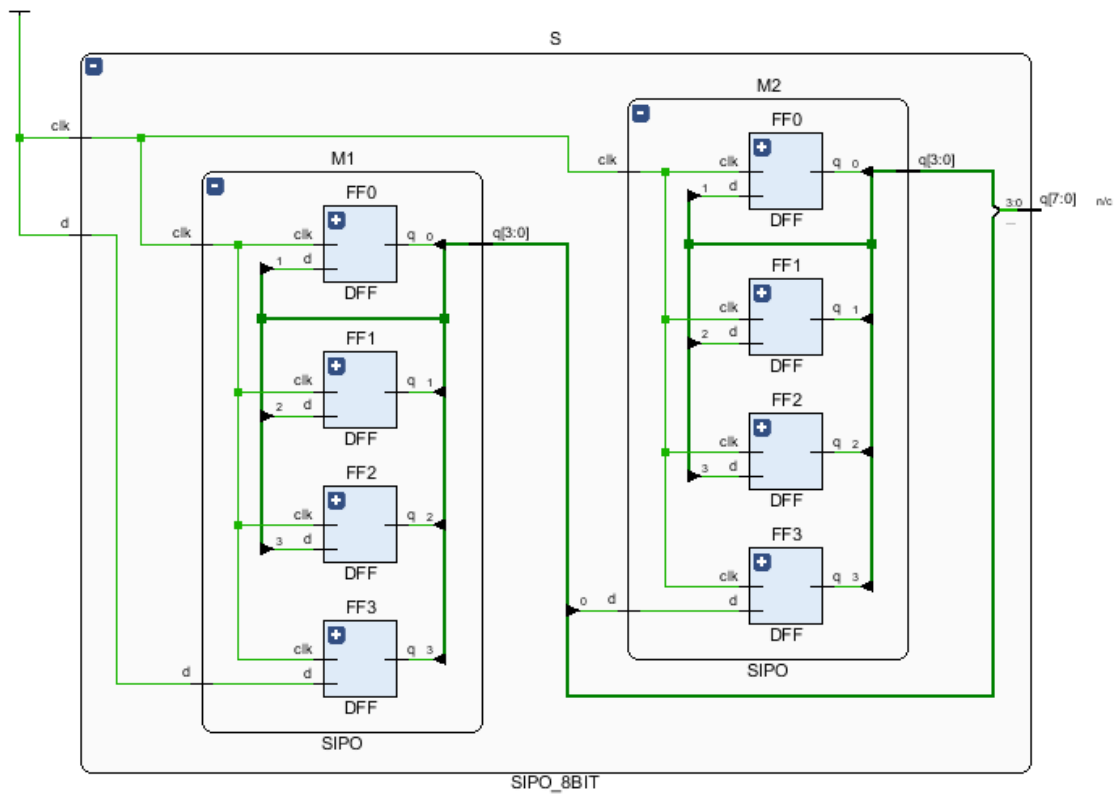 S
clk
d
M1
clk
d
FF0
clk
1 d
q 0
DFF
q[3:0]
FF1
clk
2 d
q 1
DFF
FF2
clk
3 d
q 2
DFF
FF3
clk
d
q 3
DFF
SIPO
M2
clk
0 d
FF0
clk
1 d
q 0
DFF
q[3:0]
FF1
clk
2 d
q 1
DFF
FF2
clk
3 d
q 2
DFF
FF3
clk
d
q 3
DFF
SIPO
3:0 q[7:0] n/c
SIPO_8BIT